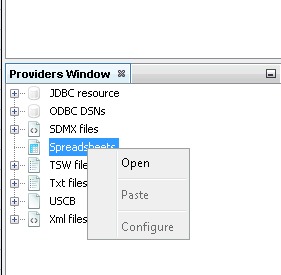 Providers Window
JDBC resource
ODBC DSNs
SDMX files
Spreadsheets
Open
TSW file
Paste
Txt files
USCB
Configure
Xml files